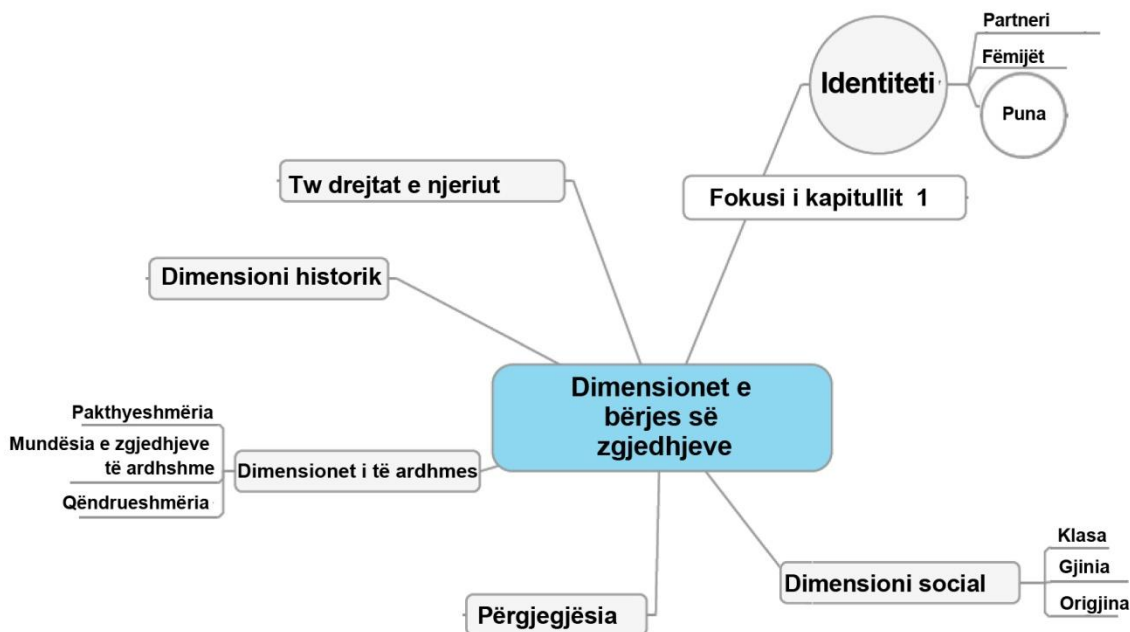 Partneri
Identiteti
Fëmijët
Puna
Tw drejtat e njeriut
Fokusi i kapitullit 1
Dimensioni historik
Dimensionet e
bërjes së
zgjedhjeve
Pakthyeshmëria
Mundësia e zgjedhjeve
të ardhshme
Dimensionet i të ardhmes
Qëndrueshmëria
Klasa
Dimensioni social
Gjinia
Origjina
Përgjegjësia